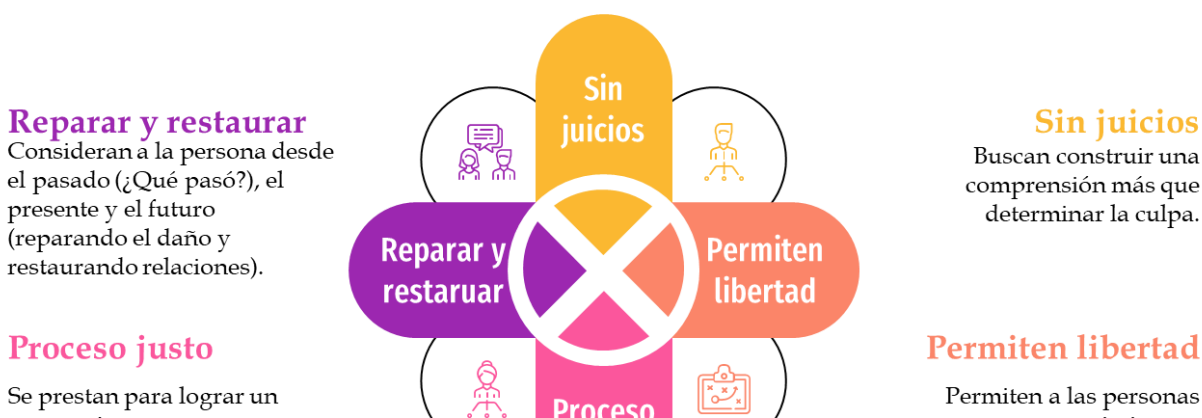 Reparar y restaurar
Consideran a la persona desde
el pasado (¿Qué pasó?), el
presente y el futuro
(reparando el daño y
restaurando relaciones).
Proceso justo
Se prestan para lograr un
Sin
juicios
Reparar y
restaruar
Permiten
libertad
Proceso
Sin juicios
Buscan construir una
comprensión más que
determinar la culpa.
Permiten libertad
Permiten a las personas